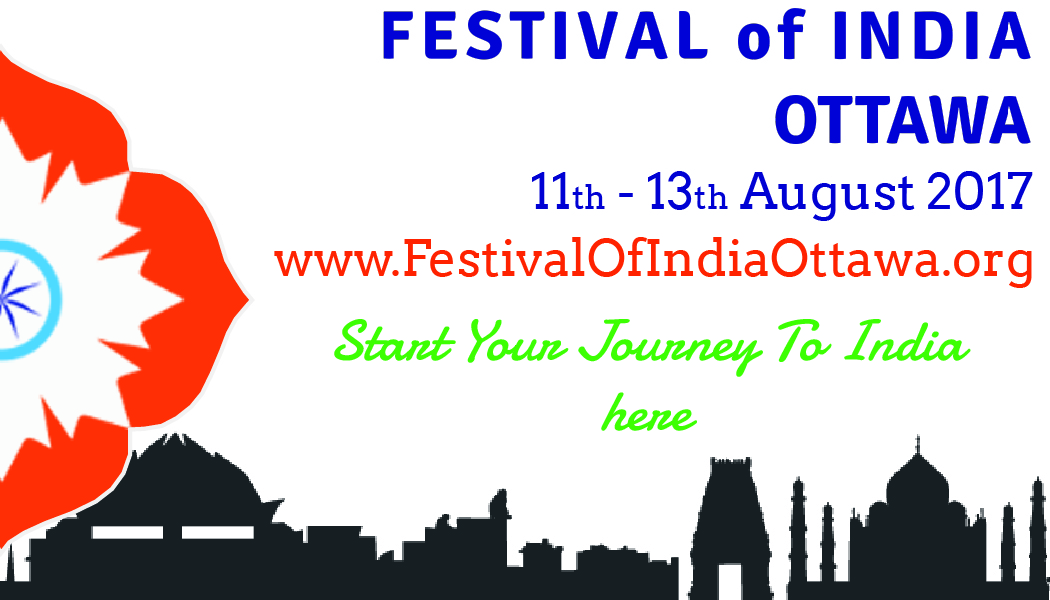 FESTIVAL of INDIA
OTTAWA
11th - 13th August 2017
www.FestivalOfIndiaOttawa.org
Start Your Journey To India
here